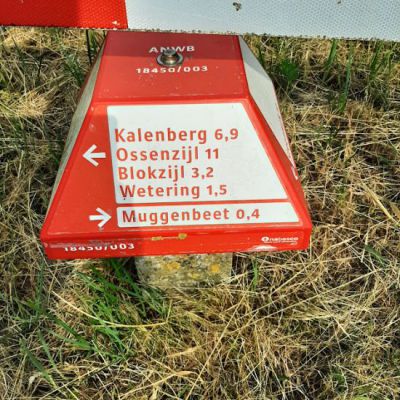 ANWB
18450/003
Kalenberg 6,9
Ossenzijl 11
Blokzijl 3,2
Wetering 1,5
Muggenbeet 0,4
18450/003